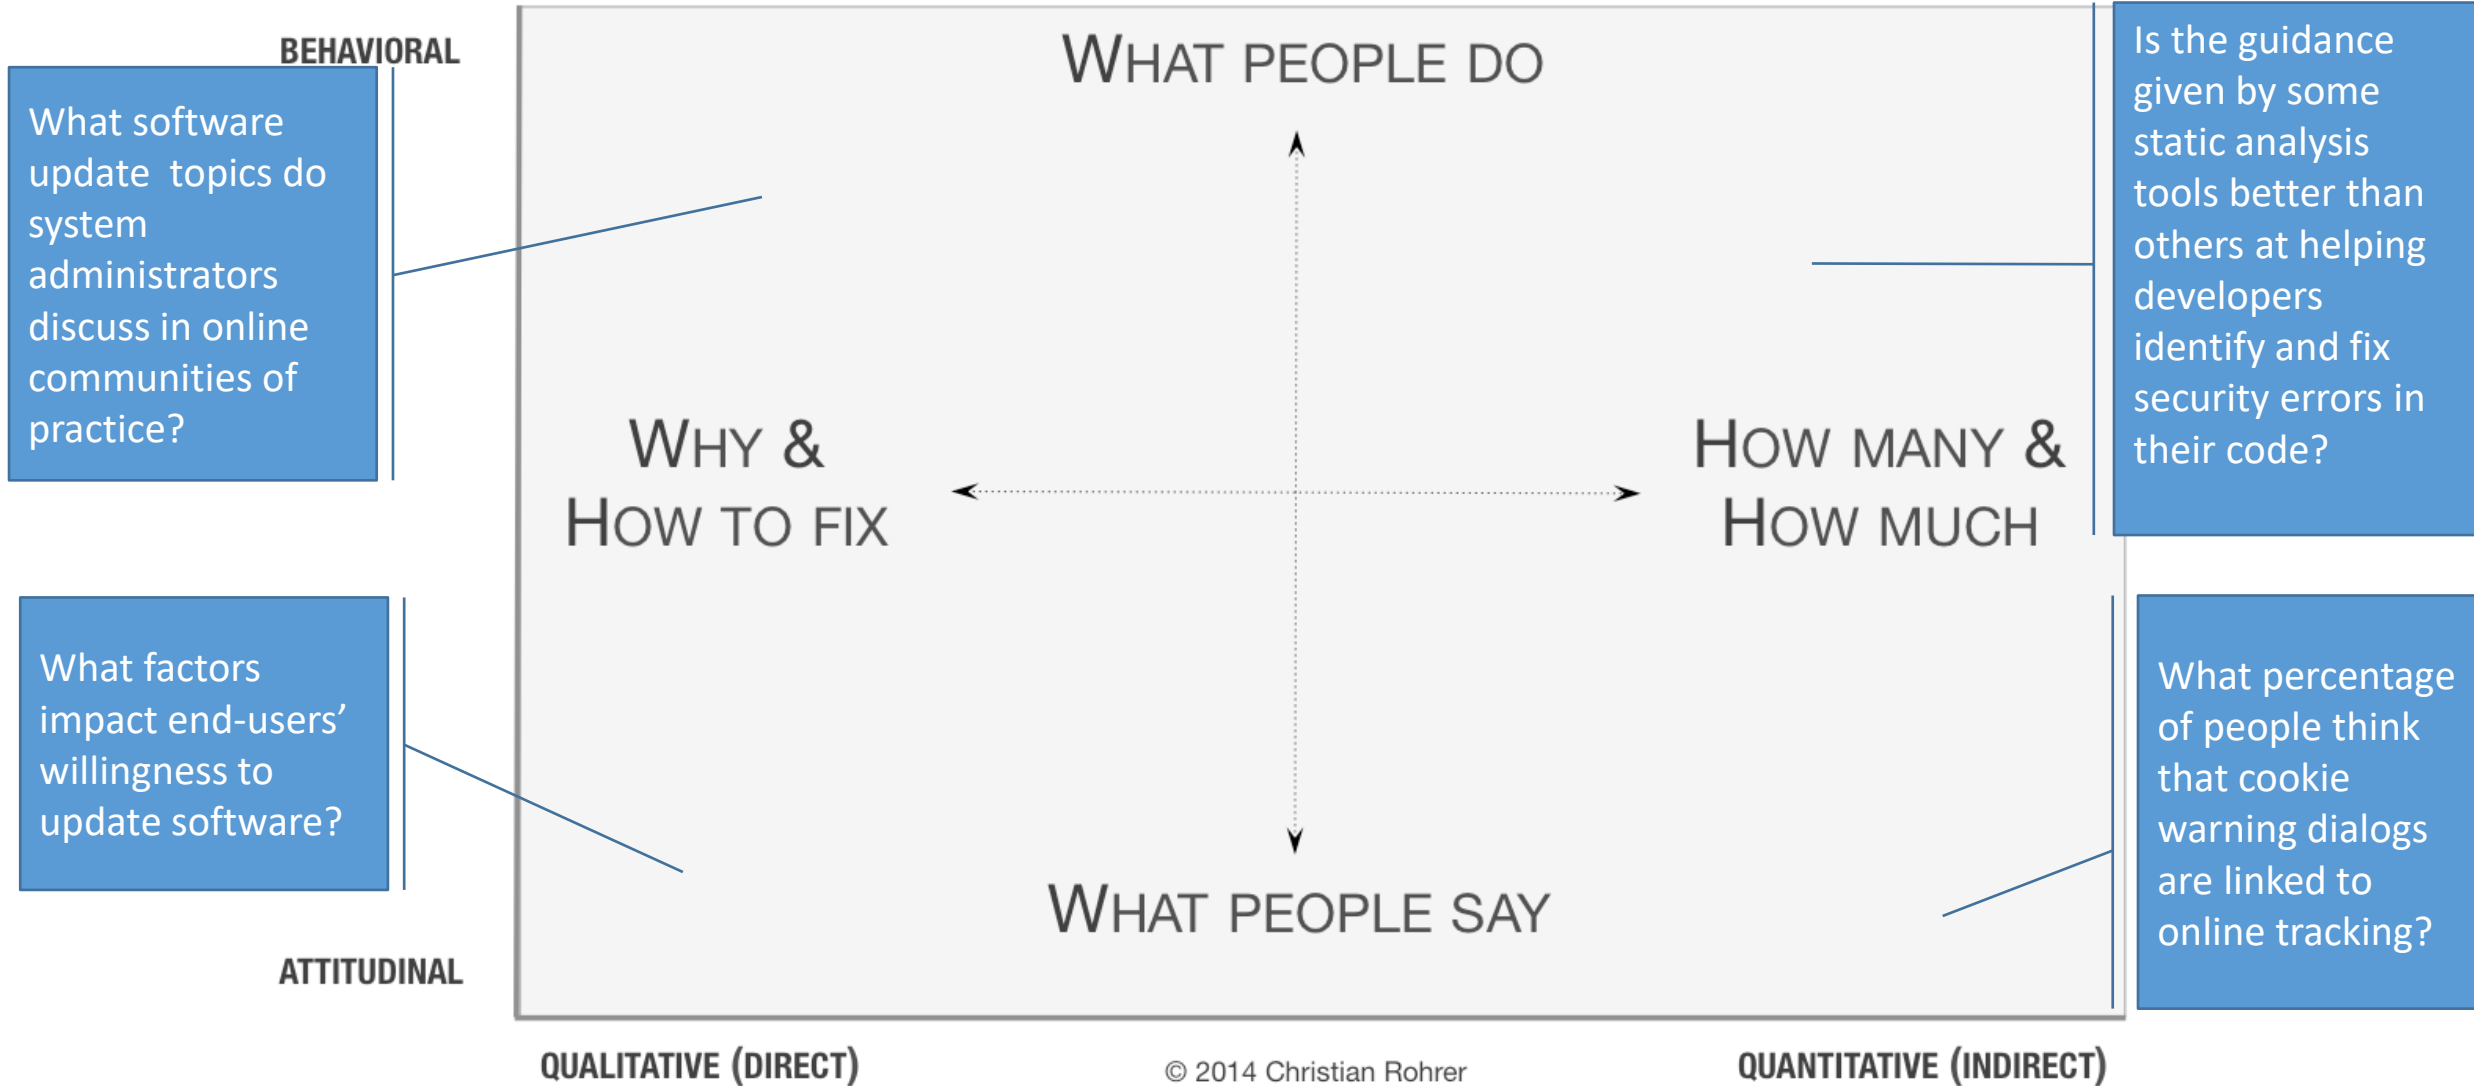 BEHAVIORAL
What software
update  topics do
system
administrators
discuss in online
communities of
practice?
WHAT PEOPLE DO
Is the guidance
given by some
static analysis
tools better than
others at helping
developers
identify and fix
security errors in
their code?
WHY &
HOW TO FIX
HOW MANY &
HOW MUCH
What factors
impact end-users’
willingness to
update software?
WHAT PEOPLE SAY
What percentage
of people think
that cookie
warning dialogs
are linked to
online tracking?
ATTITUDINAL
QUALITATIVE (DIRECT)
© 2014 Christian Rohrer
QUANTITATIVE (INDIRECT)